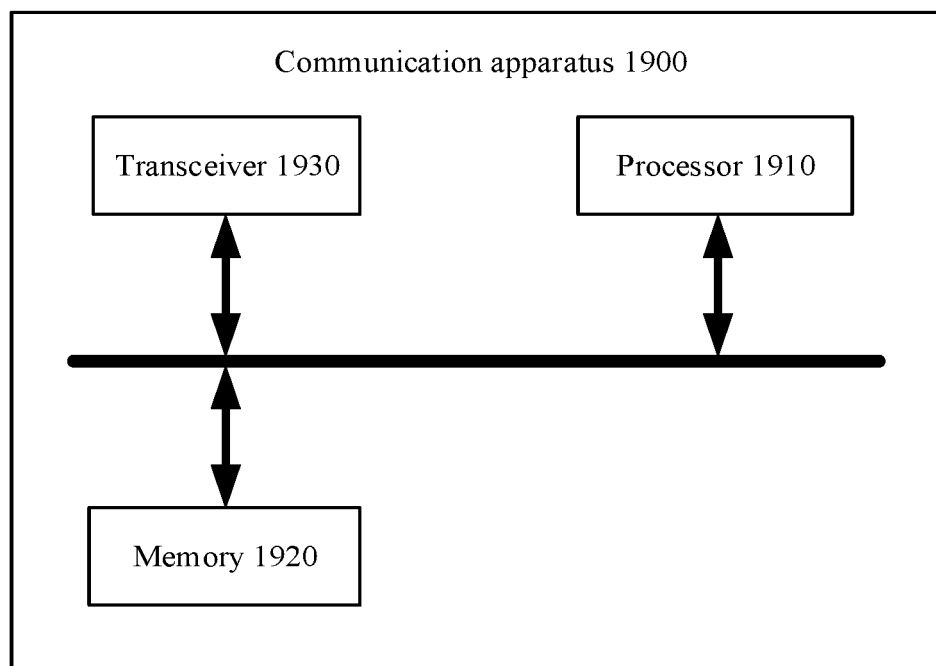 Communication apparatus 1900
Transceiver 1930
Processor 1910
Memory 1920